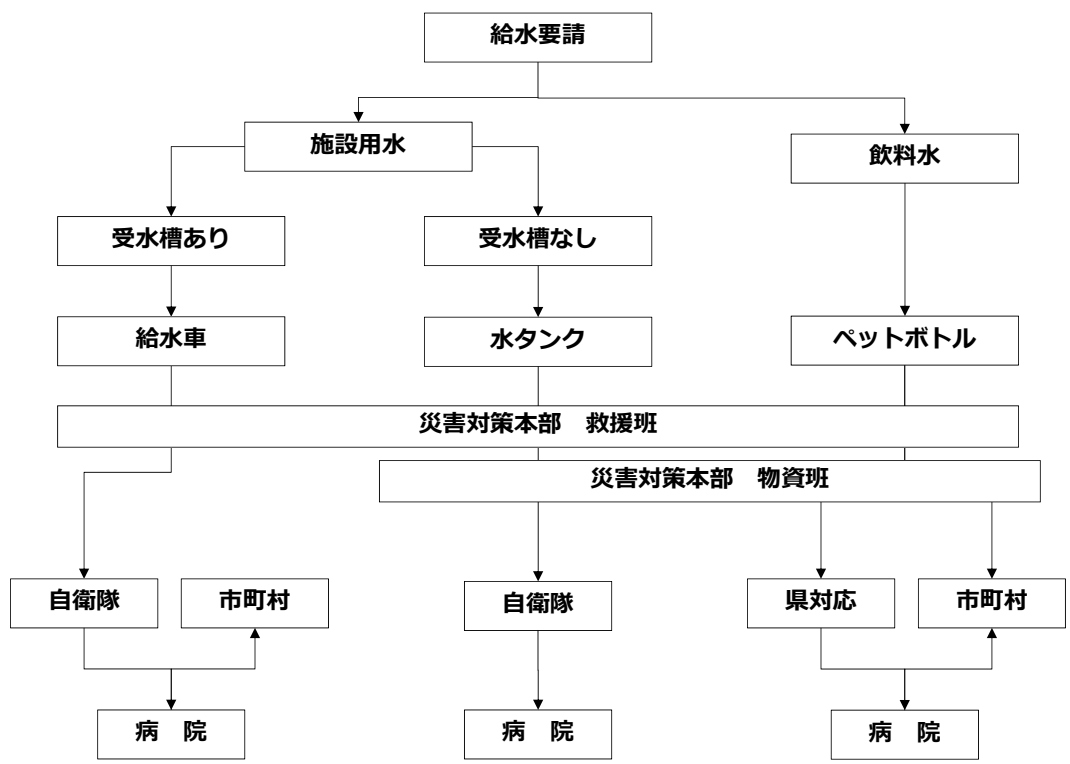 給水要請
施設用水
飲料水
受水槽あり
受水槽なし
給水車
水タンク
ペットボトル
災害対策本部　救援班
災害対策本部　物資班
自衛隊
市町村
自衛隊
県対応
市町村
病　院
病　院
病　院